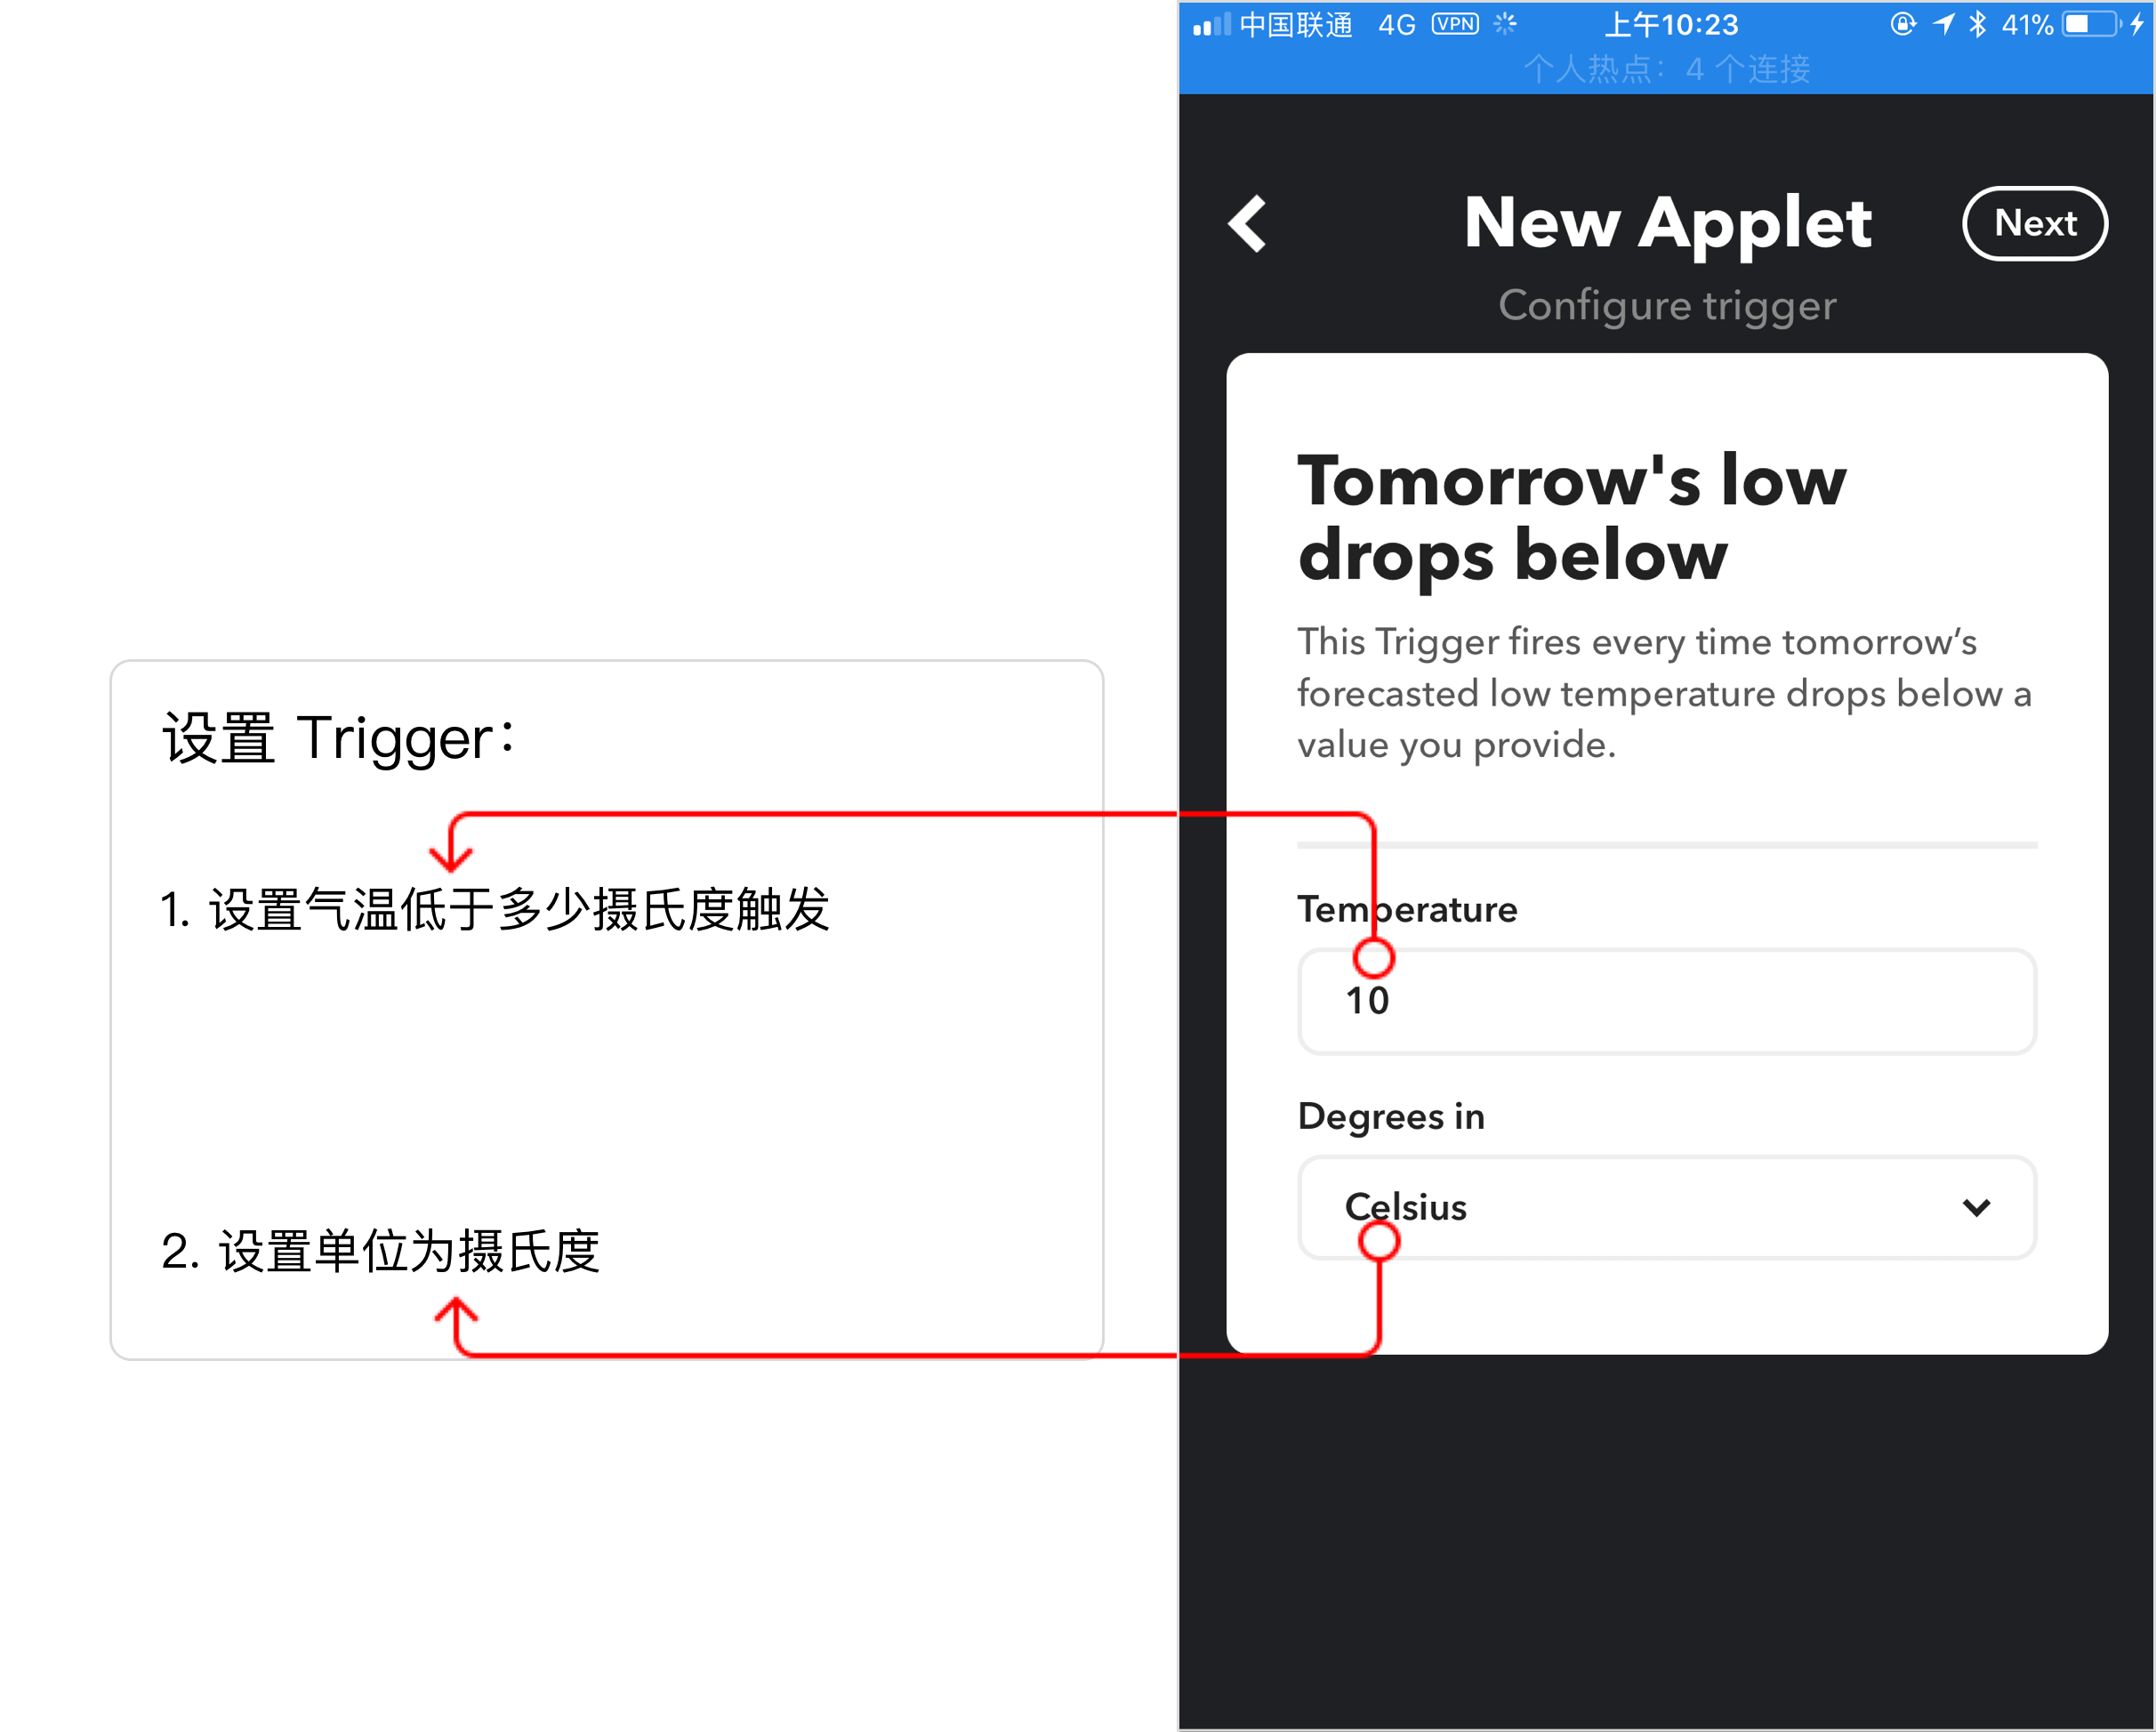 中国联通 4G VPN 上午10:23 41%
个人热点：4 个连接
New Applet
Next
Configure trigger
Tomorrow's low
drops below
This Trigger fires every time tomorrow’s
forecasted low temperature drops below a
value you provide.
Temperature
10
Degrees in
Celsius
设置 Trigger:
1. 设置气温低于多少摄氏度触发
2. 设置单位为摄氏度